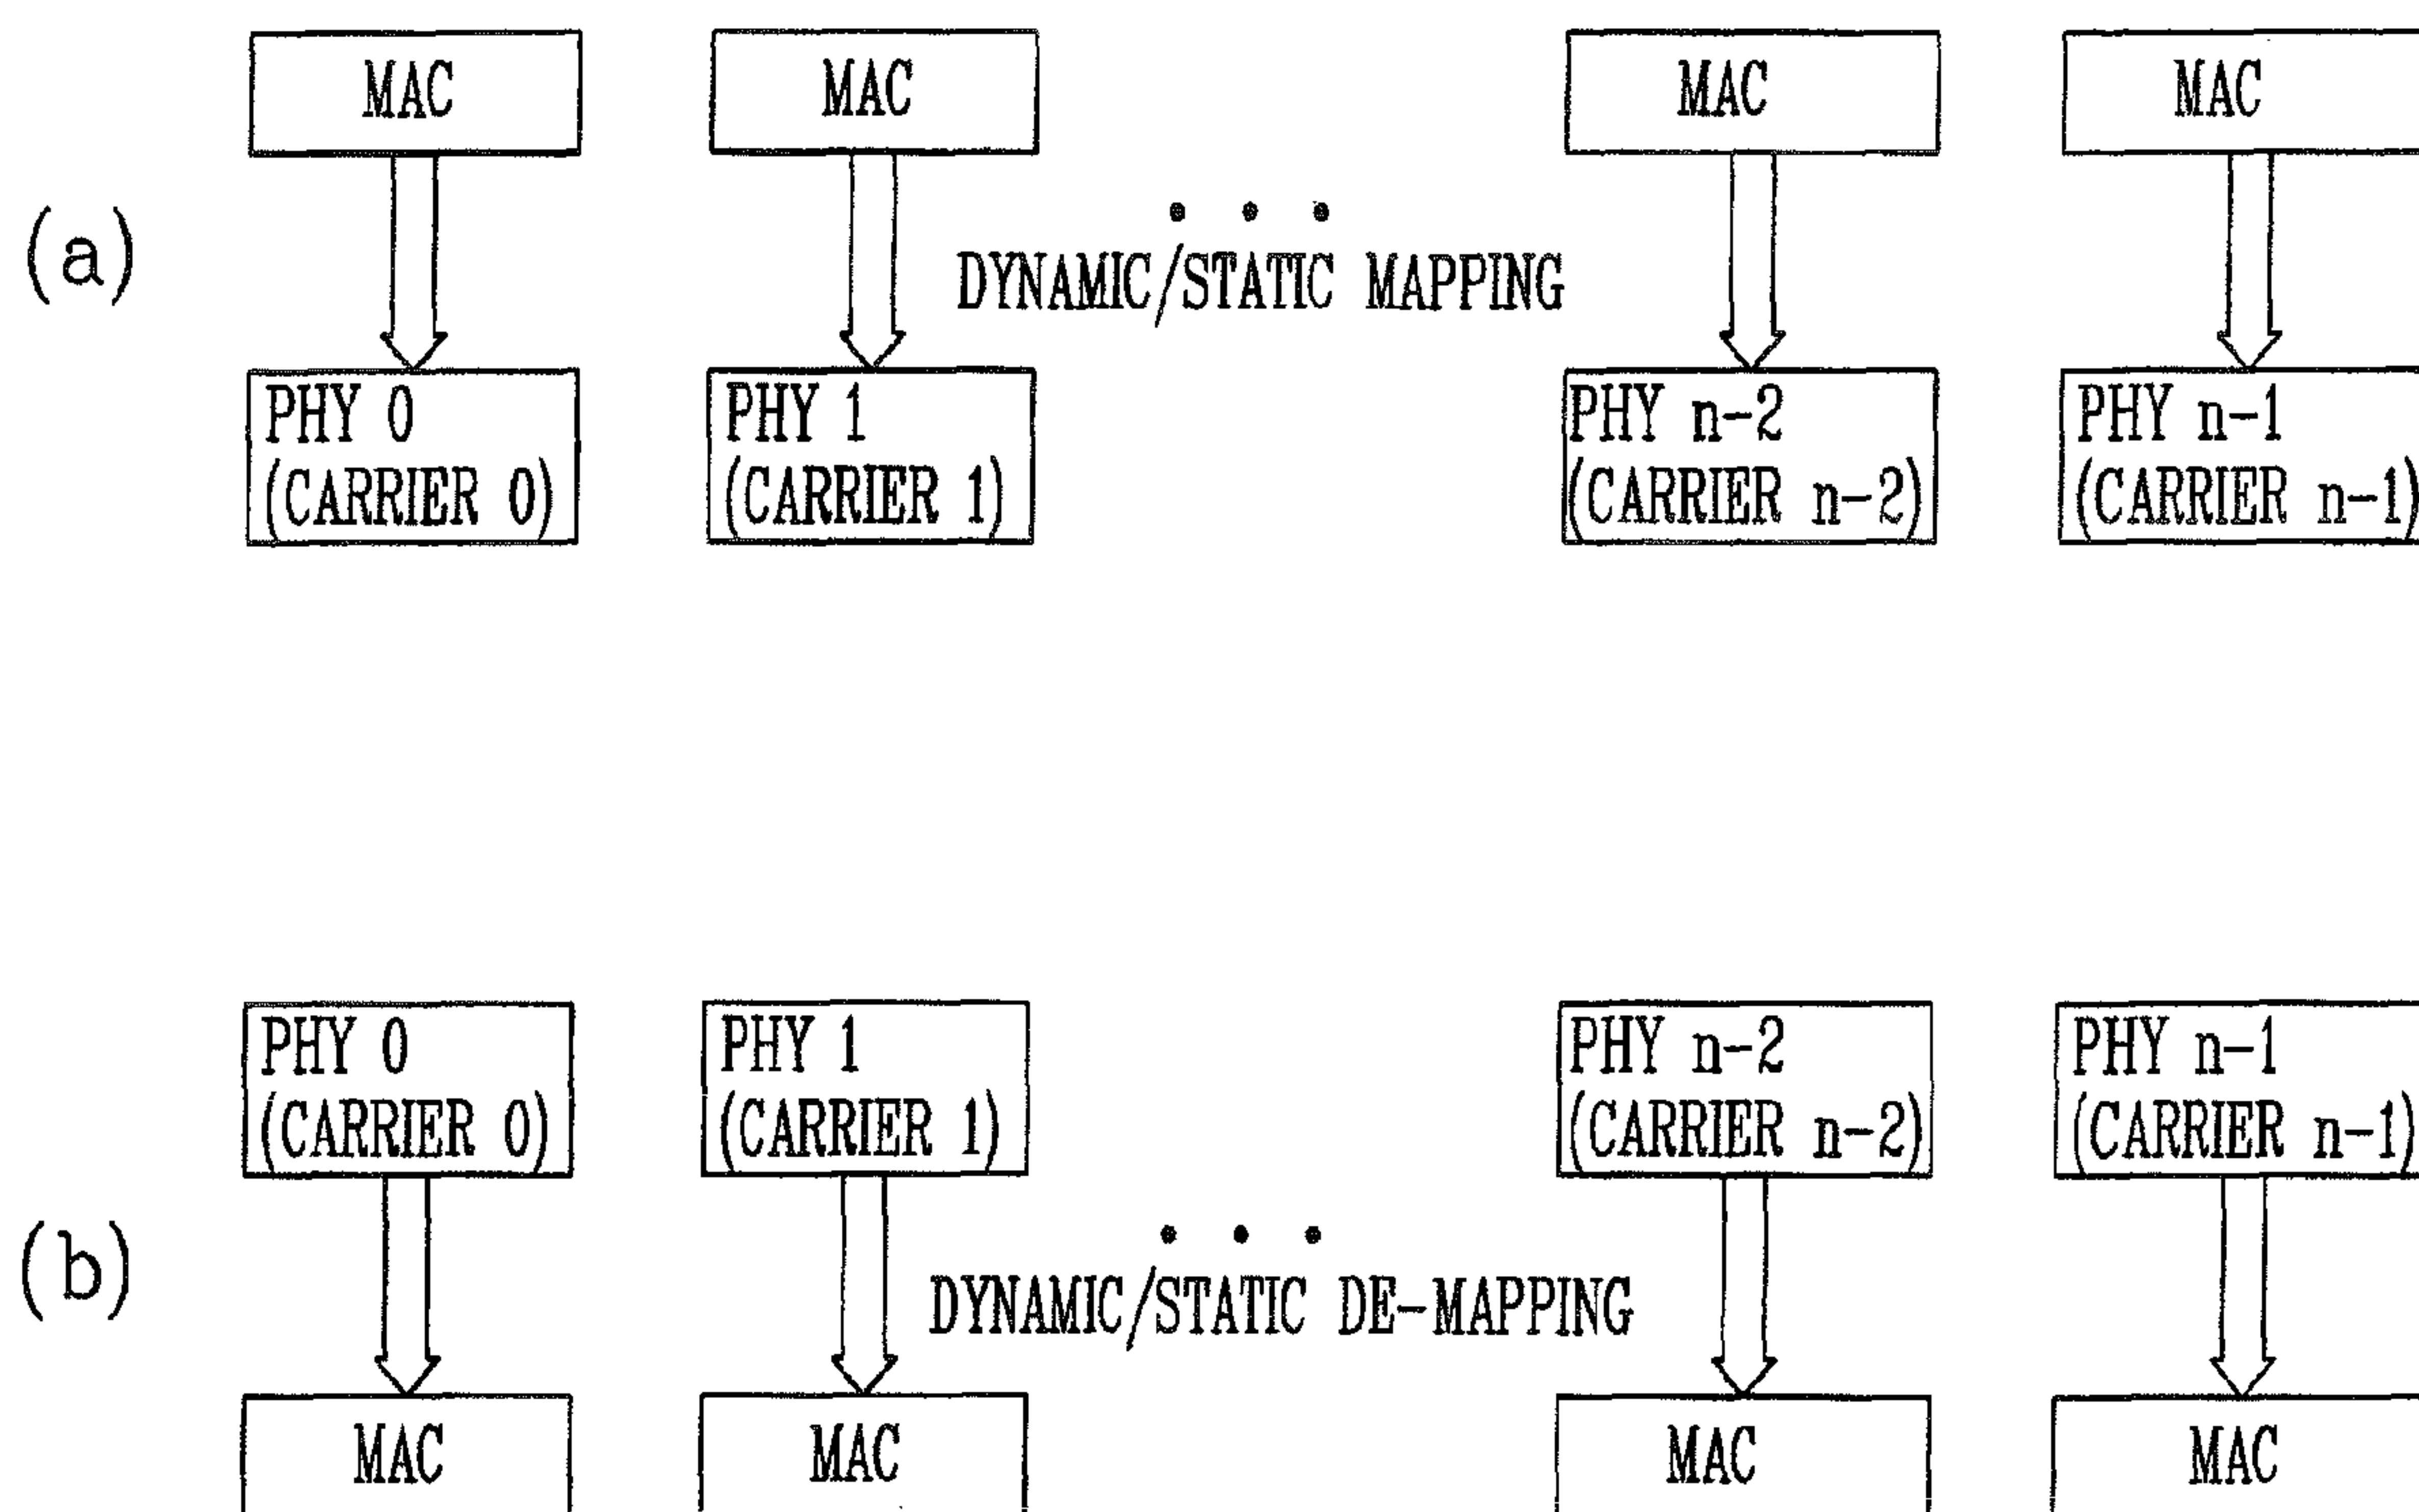 MAC MAC MAC MAC
(a)
DYNAMIC/STATIC MAPPING
PHY 0
(CARRIER 0)
PHY 1
(CARRIER 1)
PHY n-2
(CARRIER n-2)
PHY n-1
(CARRIER n-1)
PHY 0
(CARRIER 0)
PHY 1
(CARRIER 1)
PHY n-2
(CARRIER n-2)
PHY n-1
(CARRIER n-1)
(b)
DYNAMIC/STATIC DE-MAPPING
MAC MAC MAC MAC